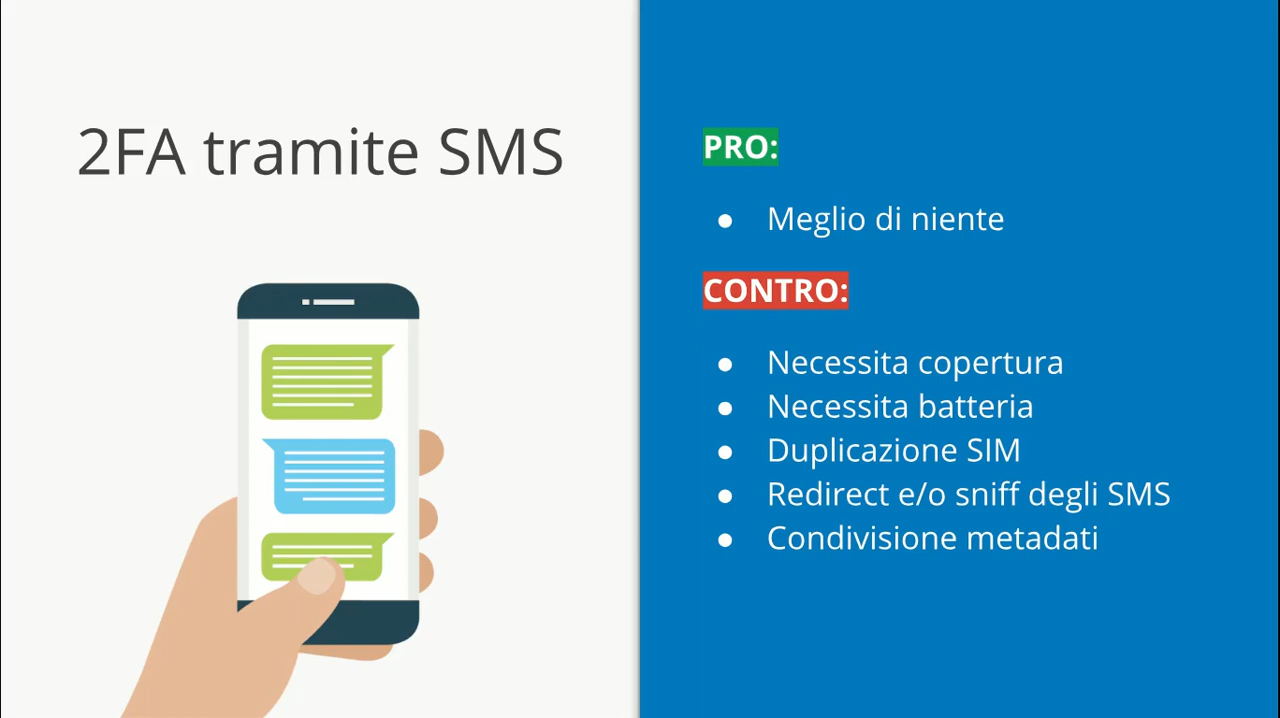 2FA tramite SMS
PRO:
● Meglio di niente
CONTRO:
● Necessita copertura
● Necessita batteria
● Duplicazione SIM
● Redirect e/o sniff degli SMS
● Condivisione metadati